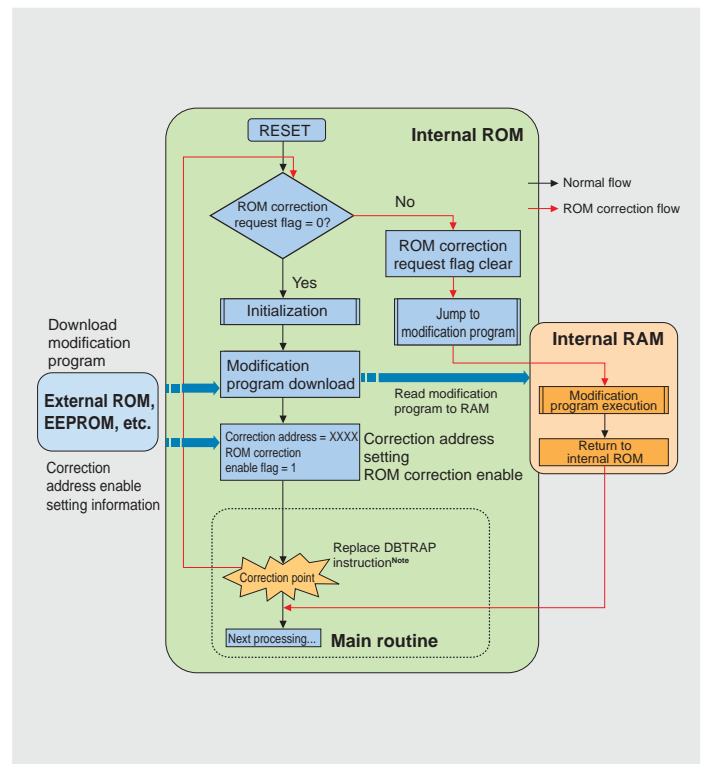 RESET
Internal ROM
Normal flow
ROM correction flow
ROM correction
request flag = 0?
No
ROM correction
request flag clear
Yes
Initialization
Jump to
modification program
Download
modification
program
Internal RAM
External ROM,
EEPROM, etc.
Modification
program download
Read modification
program to RAM
Modification
program execution
Correction address = XXXX
ROM correction
enable flag = 1
Correction address
setting
ROM correction enable
Return to
internal ROM
Correction
address enable
setting information
Replace DBTRAP
instructionNote
Correction point
Next processing...
Main routine